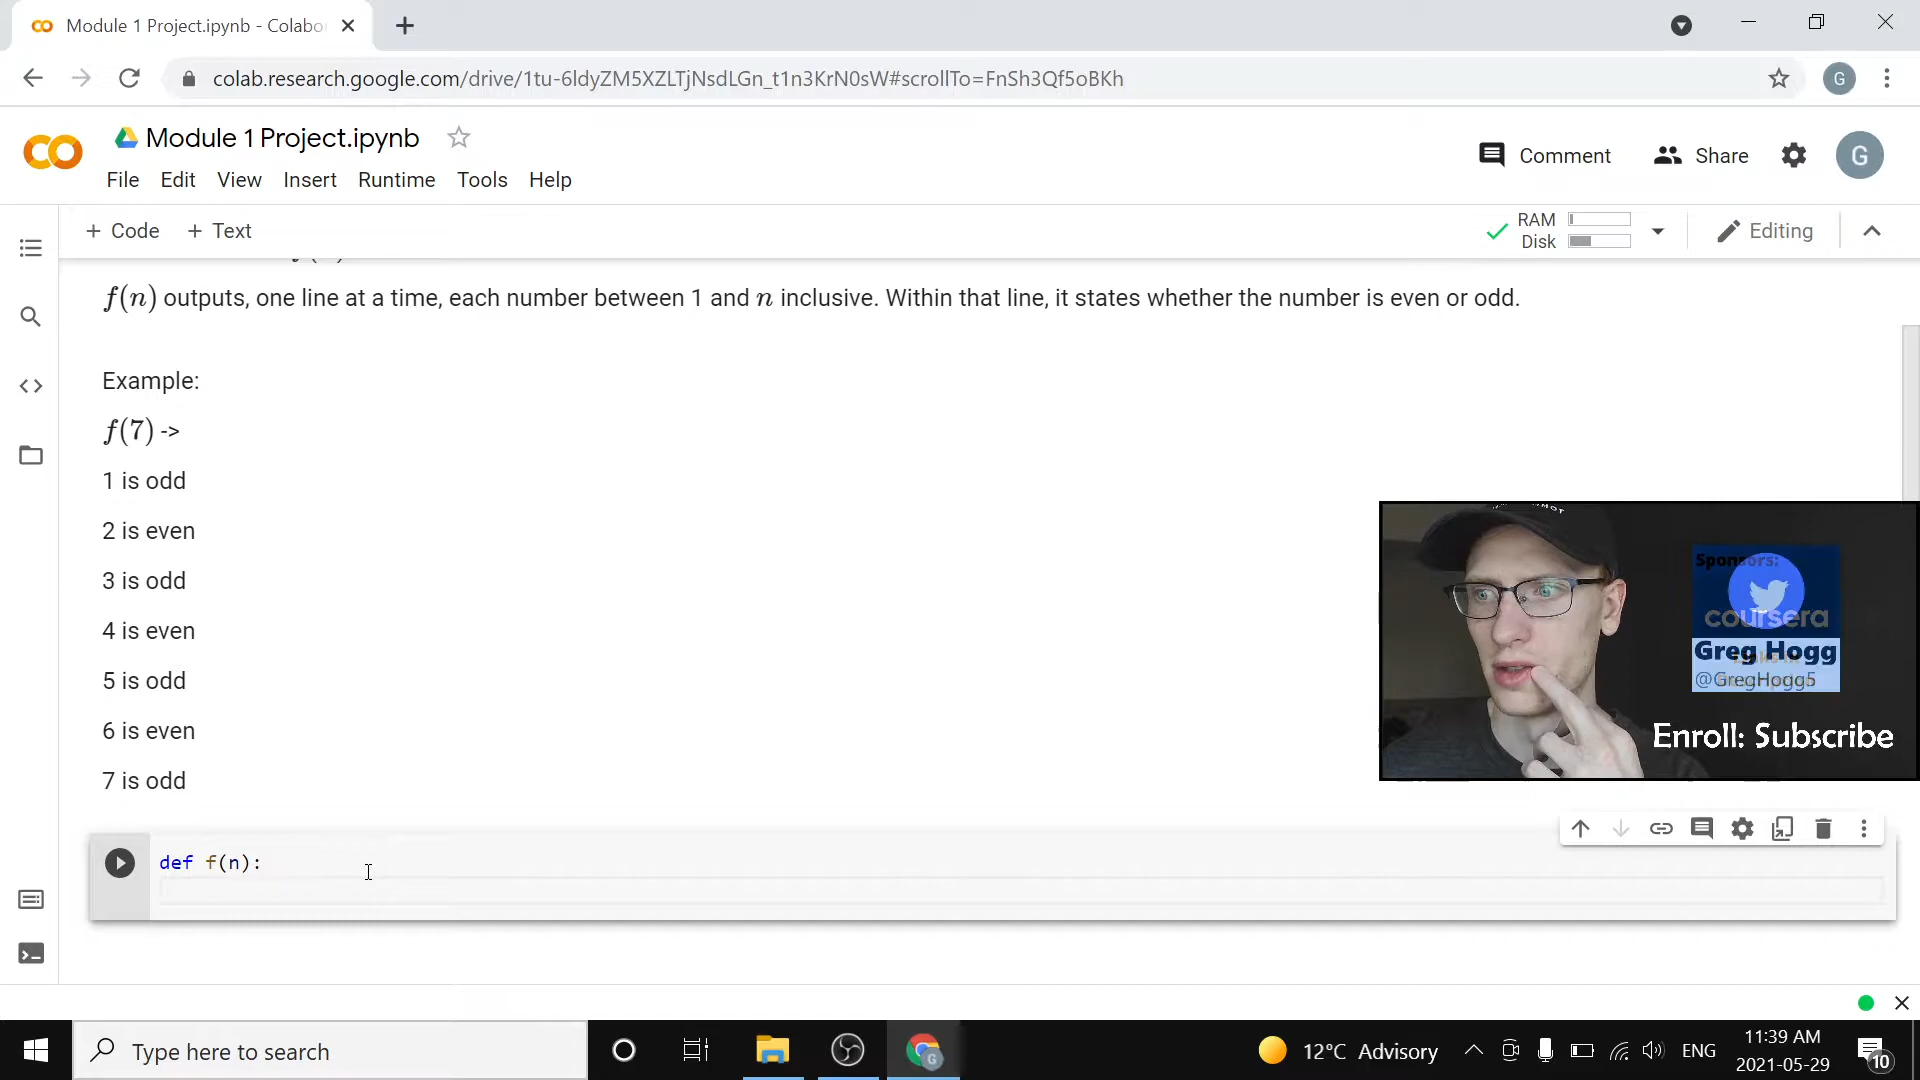 Module 1 Project.ipynb - Colabo
colab.research.google.com/drive/1tu-6ldyZM5XZLTjNsdLGn_t1n3KrN0sW#scrollTo=FnSh3Qf5oBKh
G
Module 1 Project.ipynb
Comment
Share
G
File Edit View Insert Runtime Tools Help
+ Code + Text
RAM
Disk
Editing
f(n) outputs, one line at a time, each number between 1 and n inclusive. Within that line, it states whether the number is even or odd.
Example:
f(7) ->
1 is odd
2 is even
3 is odd
4 is even
5 is odd
6 is even
7 is odd
Sponsors:
coursera
Greg Hogg
@GregHogg5
Enroll: Subscribe
def f(n):
Type here to search
G
12°C Advisory
ENG
11:39 AM
2021-05-29
10